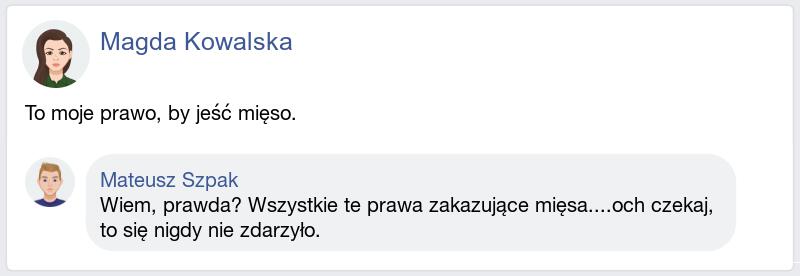 Magda Kowalska
To moje prawo, by jeść mięso.
Mateusz Szpak
Wiem, prawda? Wszystkie te prawa zakazujące mięsa....och czekaj,
to się nigdy nie zdarzyło.